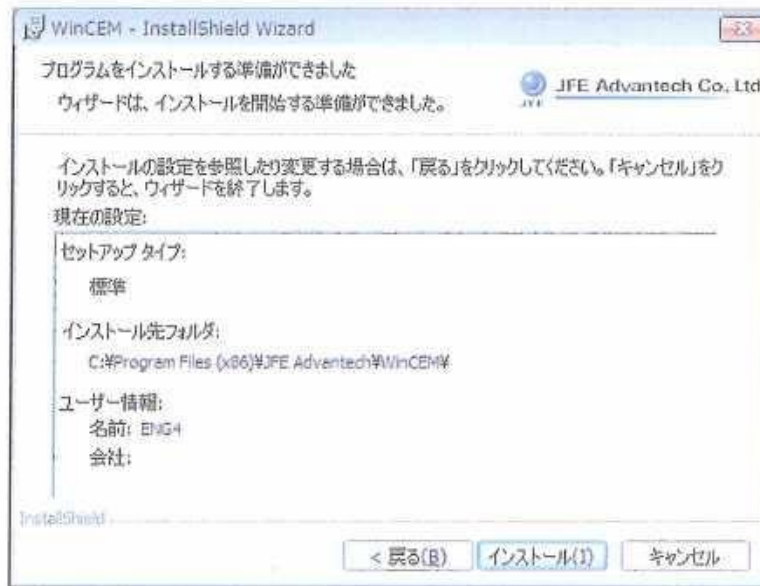 WinCEM - InstallShield Wizard
プログラムをインストールする準備ができました
ウィザードは、インストールを開始する準備ができました。
JFE Advantech Co., Ltd
JFE
インストールの設定を参照したり変更する場合は、「戻る」をクリックしてください。「キャンセル」をク
リックすると、ウィザードを終了します。
現在の設定:
セットアップ タイプ:
標準
インストール先フォルダ:
C:¥Program Files (x86)¥JFE Advantech¥WinCEM¥
ユーザー情報:
名前: ENG4
会社:
InstallShield
< 戻る(B)
インストール(I)
キャンセル